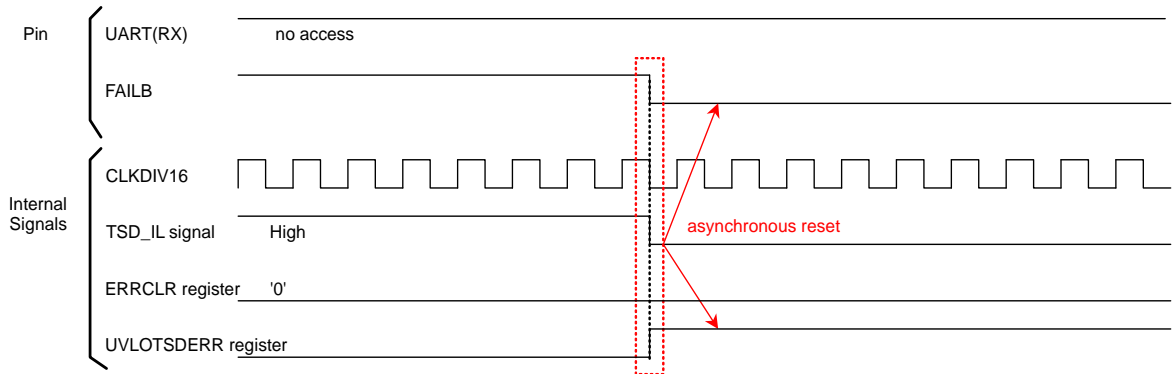 Pin
UART(RX)
no access
FAILB
Internal
Signals
CLKDIV16
TSD_IL signal
High
asynchronous reset
ERRCLR register
'0'
UVLOTSDERR register